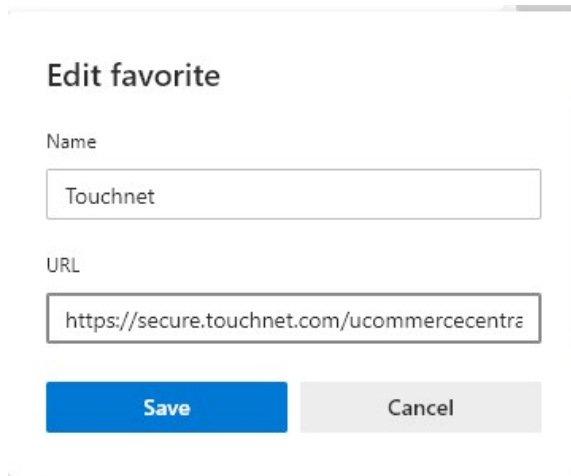 Edit favorite
Name
Touchnet
URL
https://secure.touchnet.com/ucommercecentra
Save Cancel